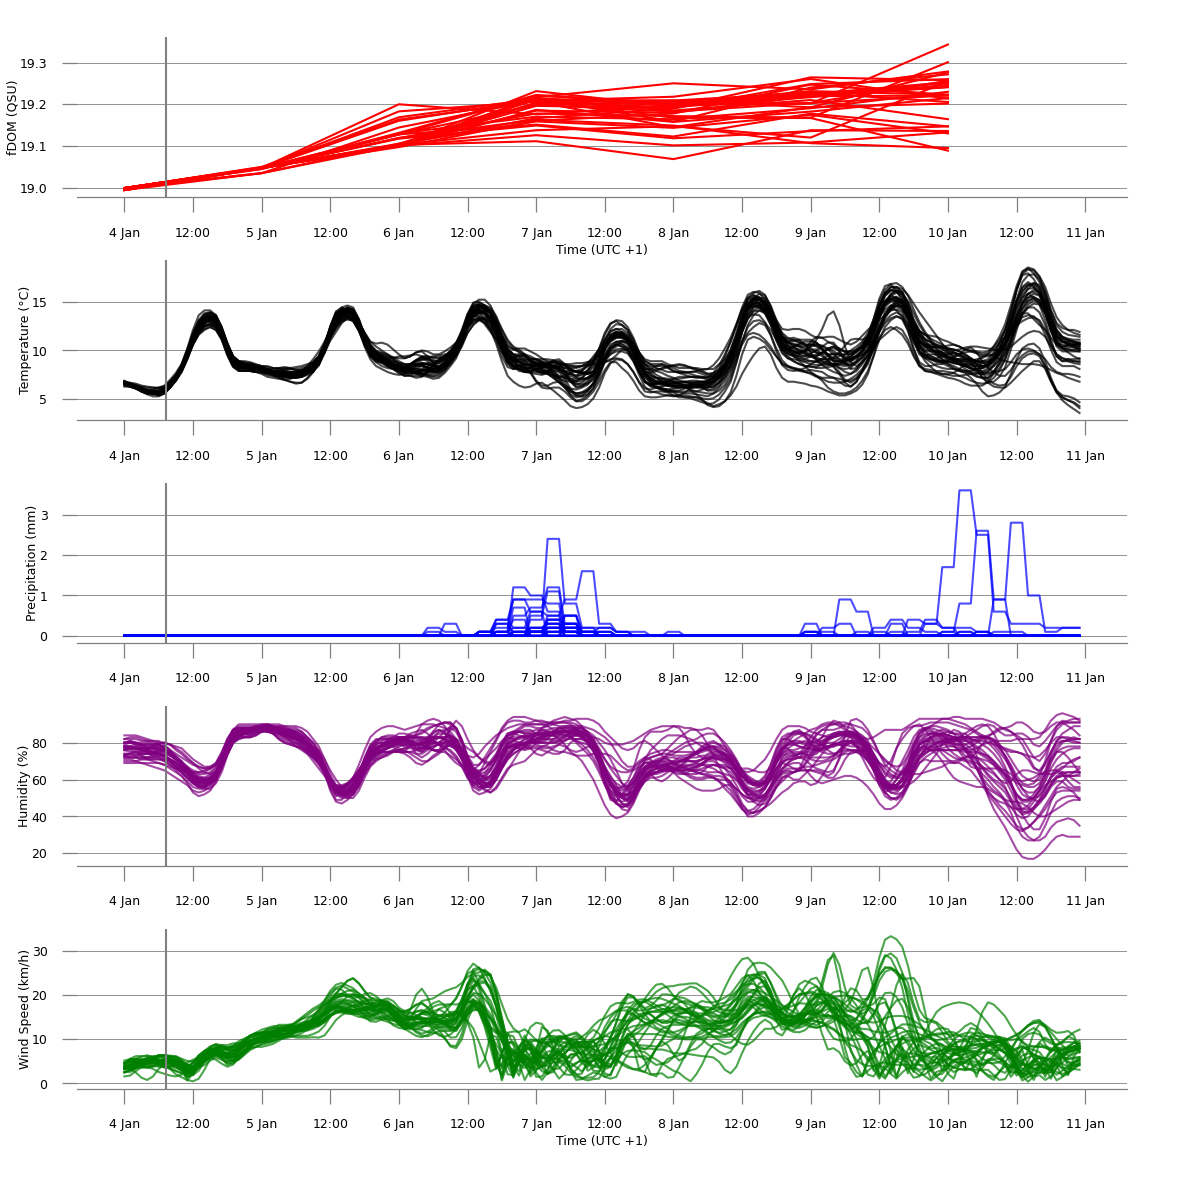 19.3
19.2
19.1
19.0
fDOM (QSU)
4 Jan 12:00 5 Jan 12:00 6 Jan 12:00 7 Jan 12:00 8 Jan 12:00 9 Jan 12:00 10 Jan 12:00 11 Jan
Time (UTC +1)
15
10
5
Temperature (°C)
4 Jan 12:00 5 Jan 12:00 6 Jan 12:00 7 Jan 12:00 8 Jan 12:00 9 Jan 12:00 10 Jan 12:00 11 Jan
3
2
1
0
Precipitation (mm)
4 Jan 12:00 5 Jan 12:00 6 Jan 12:00 7 Jan 12:00 8 Jan 12:00 9 Jan 12:00 10 Jan 12:00 11 Jan
80
60
40
20
Humidity (%)
4 Jan 12:00 5 Jan 12:00 6 Jan 12:00 7 Jan 12:00 8 Jan 12:00 9 Jan 12:00 10 Jan 12:00 11 Jan
30
20
10
0
Wind Speed (km/h)
4 Jan 12:00 5 Jan 12:00 6 Jan 12:00 7 Jan 12:00 8 Jan 12:00 9 Jan 12:00 10 Jan 12:00 11 Jan
Time (UTC +1)